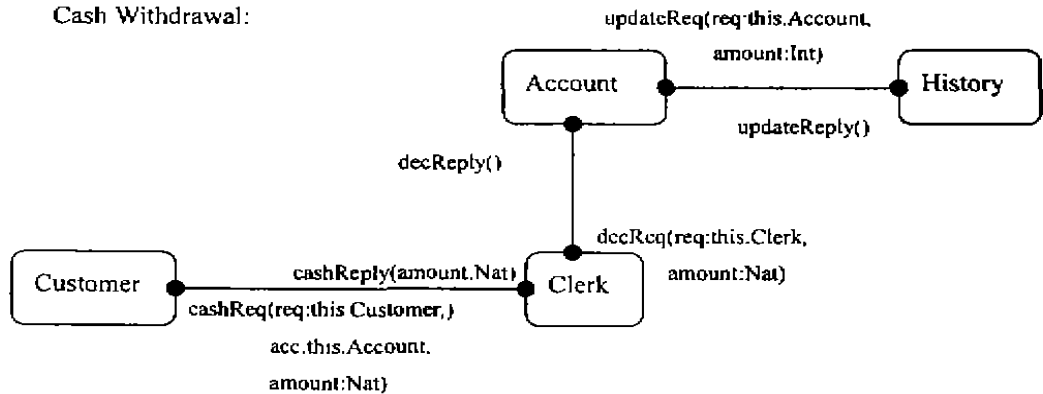 Cash Withdrawal:
updateReq(req:this.Account,
amount:Int)
Account
History
updateReply()
decReply()
decReq(req:this.Clerk,
amount:Nat)
Customer
cashReply(amount.Nat)
Clerk
cashReq(req:this Customer,)
acc.this.Account,
amount:Nat)